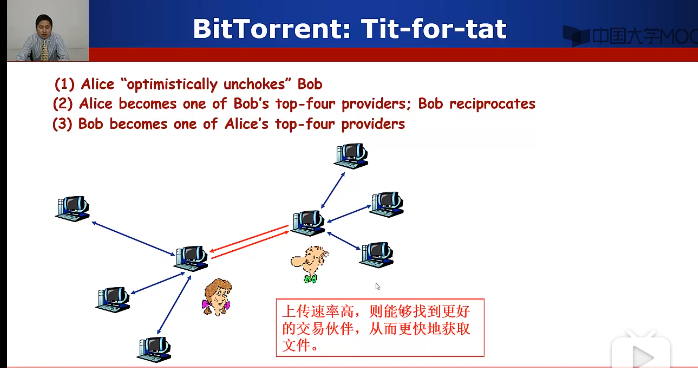 BitTorrent: Tit-for-tat
中国大学MOO
(1) Alice “optimistically unchokes” Bob
(2) Alice becomes one of Bob’s top-four providers; Bob reciprocates
(3) Bob becomes one of Alice’s top-four providers
上传速率高，则能够找到更好
的交易伙伴，从而更快地获取
文件。